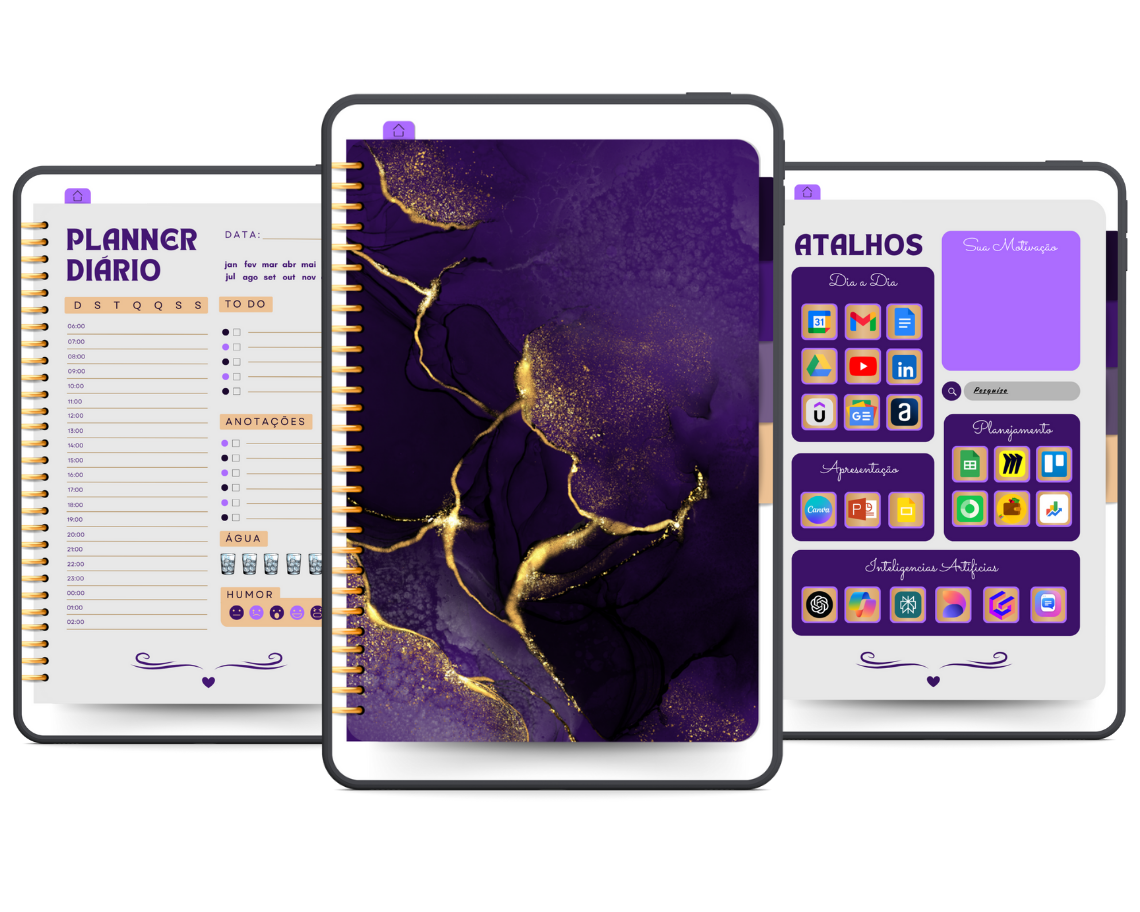 PLANNER
DIÁRIO
D S T Q Q S S
06:00
07:00
08:00
09:00
10:00
11:00
12:00
13:00
14:00
15:00
16:00
17:00
18:00
19:00
20:00
21:00
22:00
23:00
00:00
01:00
02:00
DATA:
jan fev mar abr mai
jul ago set out nov
TO DO
ANOTAÇÕES
ÁGUA
HUMOR
ATALHOS
Dia a Dia
31
in
u
GE
a
Apresentação
Canva
P
Sua Motivação
Pesquise
Planejamento
Inteligencias Artificias